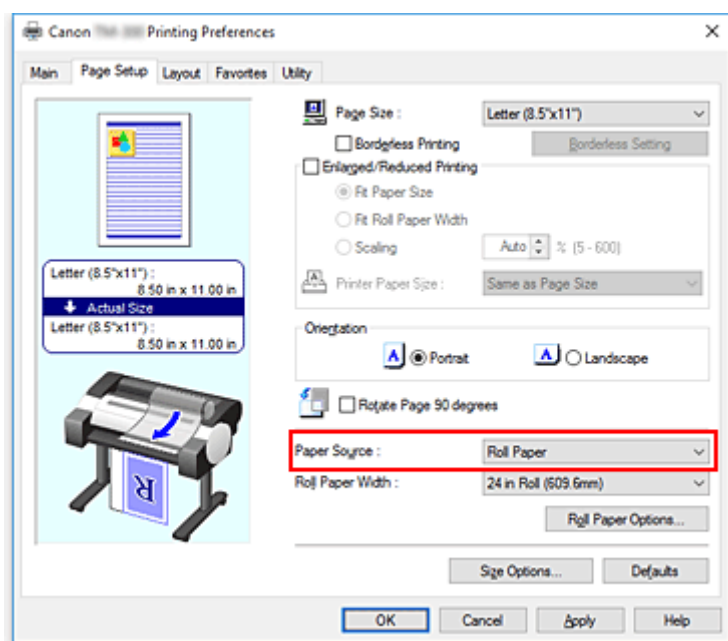 Canon Printing Preferences
Main Page Setup Layout Favorites Utility
Page Size : Letter (8.5"x11")
Borderless Printing Borderless Setting
Enlarged/Reduced Printing
Fit Paper Size
Fit Roll Paper Width
Scaling Auto % (5 - 600)
Printer Paper Size : Same as Page Size
Letter (8.5"x11") :
8.50 in x 11.00 in
Actual Size
Letter (8.5"x11") :
8.50 in x 11.00 in
Orientation
A Portrait A Landscape
Rotate Page 90 degrees
Paper Source : Roll Paper
Roll Paper Width : 24 in Roll (609.6mm)
R
Roll Paper Options...
Size Options... Defaults
OK Cancel Apply Help